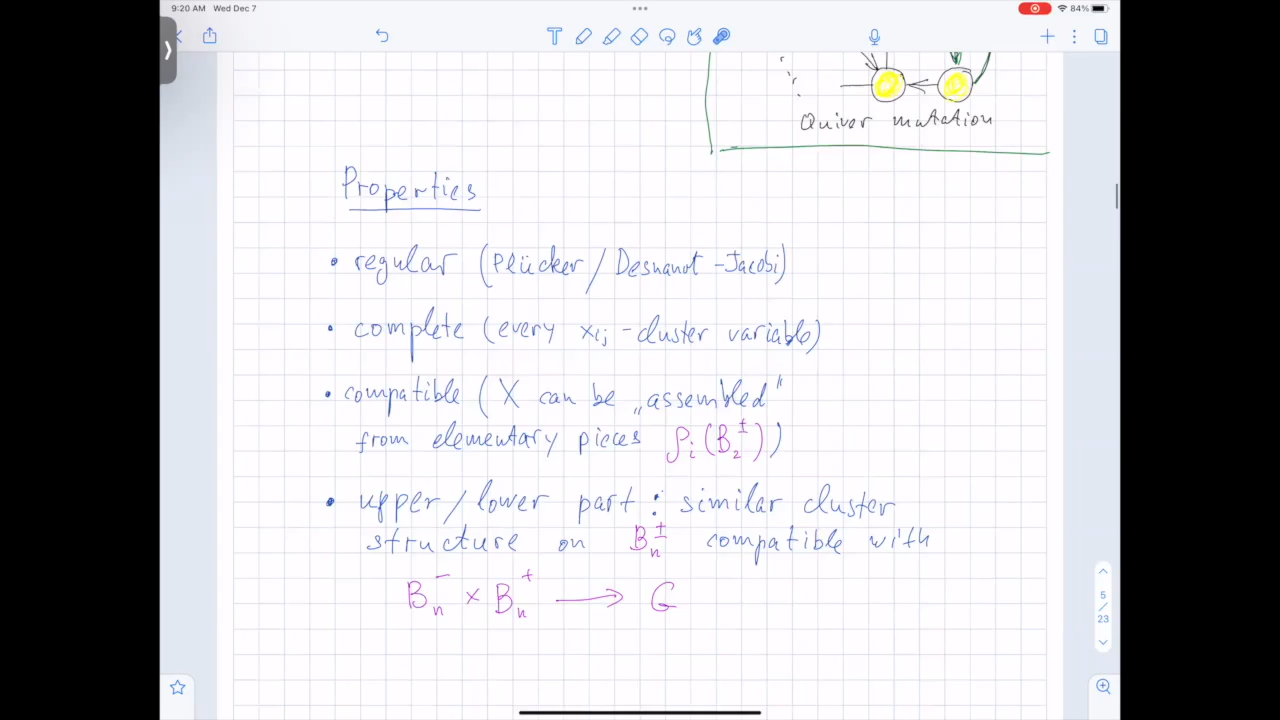 9:20 AM Wed Dec 7
84%
Quiver mutation
Properties
• regular (Plücker / Desnanot - Jacobi)
• complete (every xij - cluster variable)
• compatible ( X can be „assembled"
from elementary pieces ρi (B2±) )
• upper / lower part : similar cluster
structure on Bn± compatible with
Bn- × Bn+ → G
5
/
23